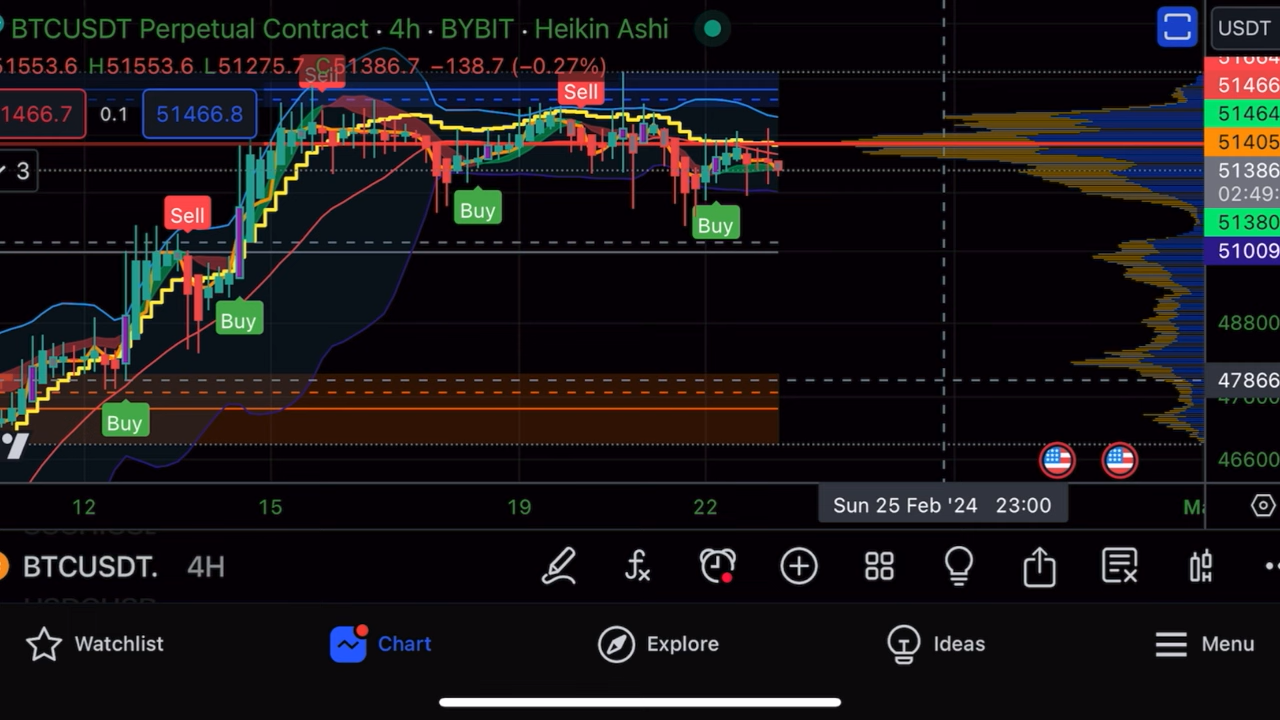 BTCUSDT Perpetual Contract · 4h · BYBIT · Heikin Ashi
USDT
51553.6 H51553.6 L51275.7 C51386.7 −138.7 (−0.27%)
1466.7 0.1 51466.8
3
Sell
Sell
Sell
Buy
Buy
Buy
Buy
51664
51466
51464
51405
51386
02:49:
51380
51009
48800
47866
46600
12 15 19 22 Sun 25 Feb '24 23:00 Ma
BTCUSDT. 4H
Watchlist Chart Explore Ideas Menu